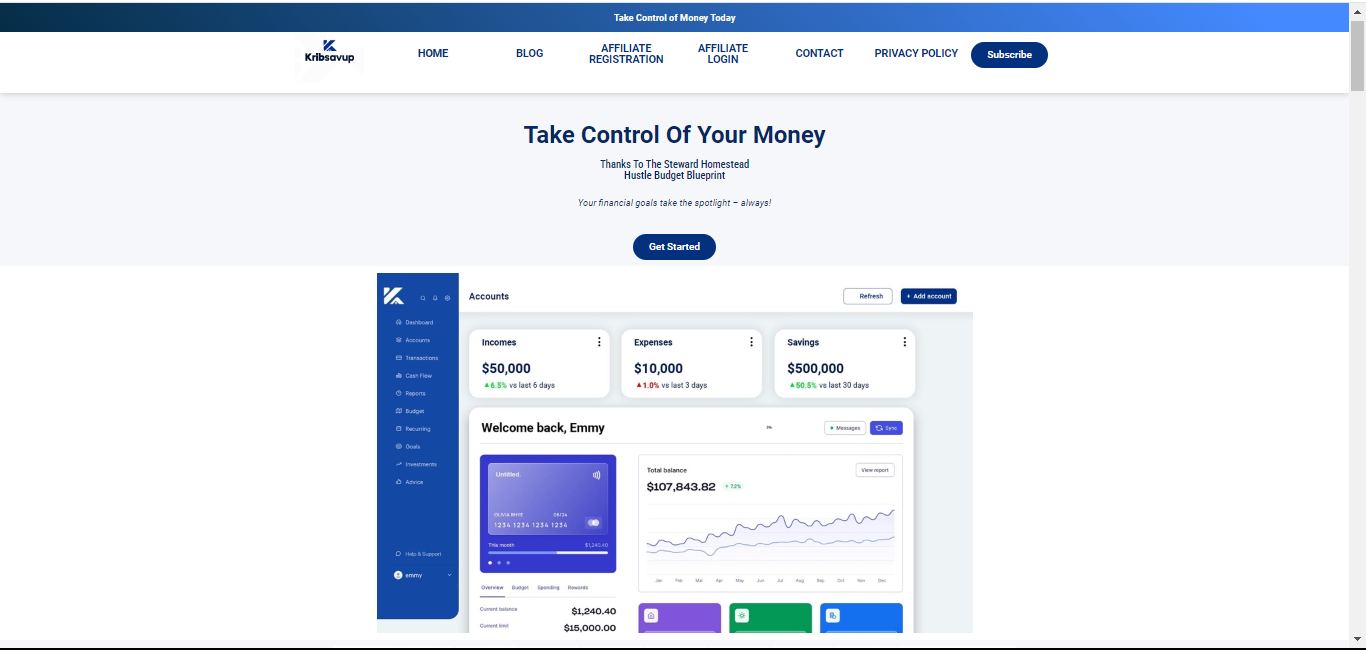 Take Control of Money Today
Kribsavup
HOME
BLOG
AFFILIATE
REGISTRATION
AFFILIATE
LOGIN
CONTACT
PRIVACY POLICY
Subscribe
Take Control Of Your Money
Thanks To The Steward Homestead
Hustle Budget Blueprint
Your financial goals take the spotlight – always!
Get Started
Dashboard
Accounts
Transactions
Cash Flow
Reports
Budget
Recurring
Goals
Investments
Advice
Help & Support
emmy
Accounts
Refresh
+ Add account
Incomes
$50,000
6.5% vs last 6 days
Expenses
$10,000
1.0% vs last 3 days
Savings
$500,000
50.5% vs last 30 days
Welcome back, Emmy
Messages
Sync
Untitled.
OLIVIA RHYE 06/24
1234 1234 1234 1234
This month $1,240.40
Overview Budget Spending Rewards
Current balance $1,240.40
Current limit $15,000.00
Total balance
$107,843.82 + 7.2%
View report
Jan Feb Mar Apr May Jun Jul Aug Sep Oct Nov Dec